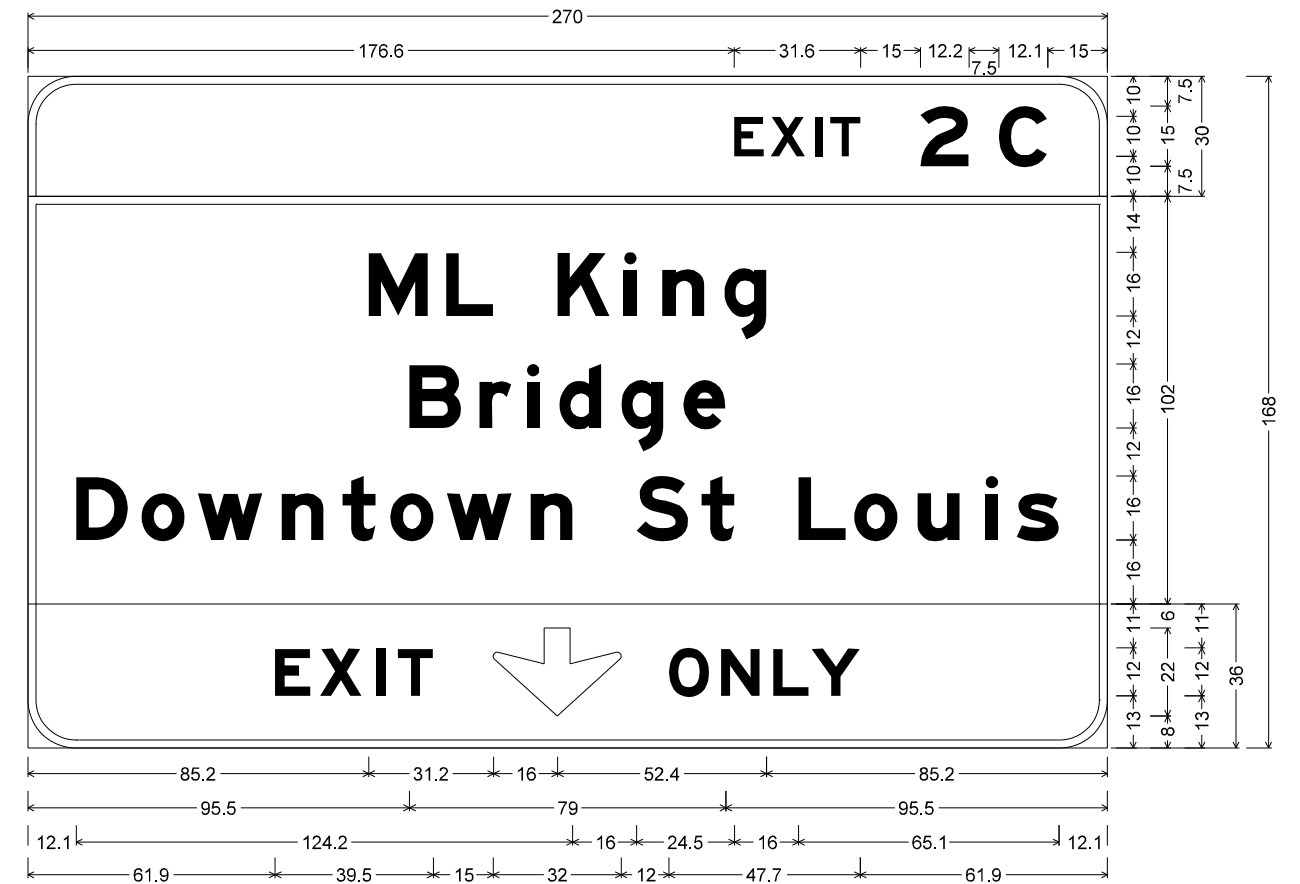 270
176.6 31.6 15 12.2 7.5 12.1 15
EXIT 2C
ML King
Bridge
Downtown St Louis
EXIT ONLY
10 10 10 14 16 12 16 12 16 16 11 12 13
7.5 15 7.5 102 6 22 8
30 11 12 13
36
168
85.2 31.2 16 52.4 85.2
95.5 79 95.5
12.1 124.2 16 24.5 16 65.1 12.1
61.9 39.5 15 32 12 47.7 61.9